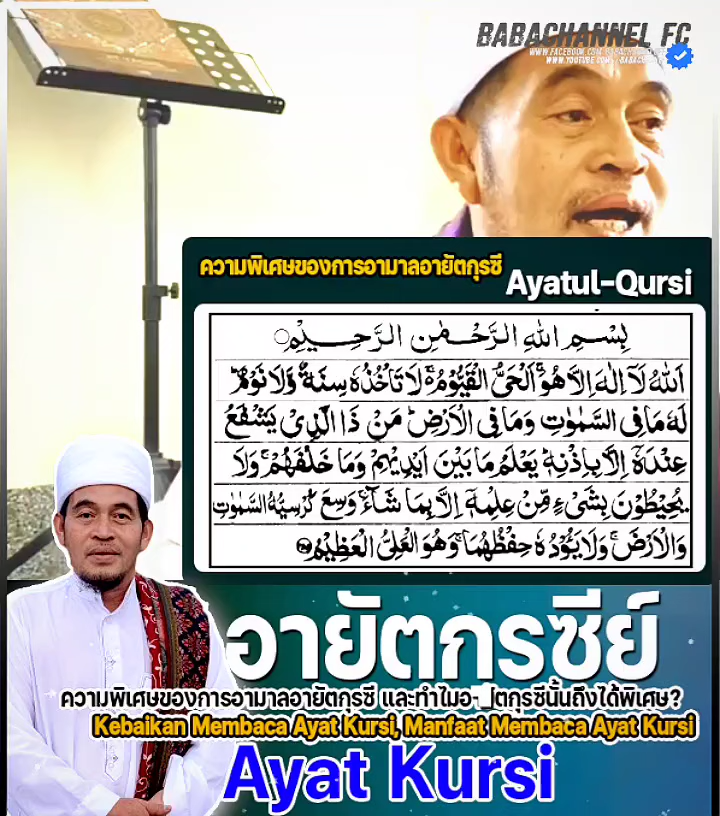 BABACHANNEL FC
ความพิเศษของการอามาลอายัตกุรซี
Ayatul-Qursi
بِسْمِ اللهِ الرَّحْمٰنِ الرَّحِيْمِ
اَللهُ لَآ اِلٰهَ اِلَّا هُوَ ۚ اَلْحَيُّ الْقَيُّوْمُ ۚ لَا تَاْخُذُهٗ سِنَةٌ وَّلَا نَوْمٌ ؕ
لَهٗ مَا فِى السَّمٰوٰتِ وَمَا فِى الْاَرْضِ ؕ مَنْ ذَا الَّذِيْ يَشْفَعُ
عِنْدَهٗٓ اِلَّا بِاِذْنِهٖ ؕ يَعْلَمُ مَا بَيْنَ اَيْدِيْهِمْ وَمَا خَلْفَهُمْ ۚ وَلَا
يُحِيْطُوْنَ بِشَيْءٍ مِّنْ عِلْمِهٖٓ اِلَّا بِمَا شَآءَ ۚ وَسِعَ كُرْسِيُّهُ السَّمٰوٰتِ
وَالْاَرْضَ ۚ وَلَا يَؤُدُهٗ حِفْظُهُمَا ۚ وَهُوَ الْعَلِيُّ الْعَظِيْمُ
อายัตกุรซีย์
ความพิเศษของการอามาลอายัตกุรซี และทำไมอ ัตกุรซีนั้นถึงได้พิเศษ?
Kebaikan Membaca Ayat Kursi, Manfaat Membaca Ayat Kursi
Ayat Kursi